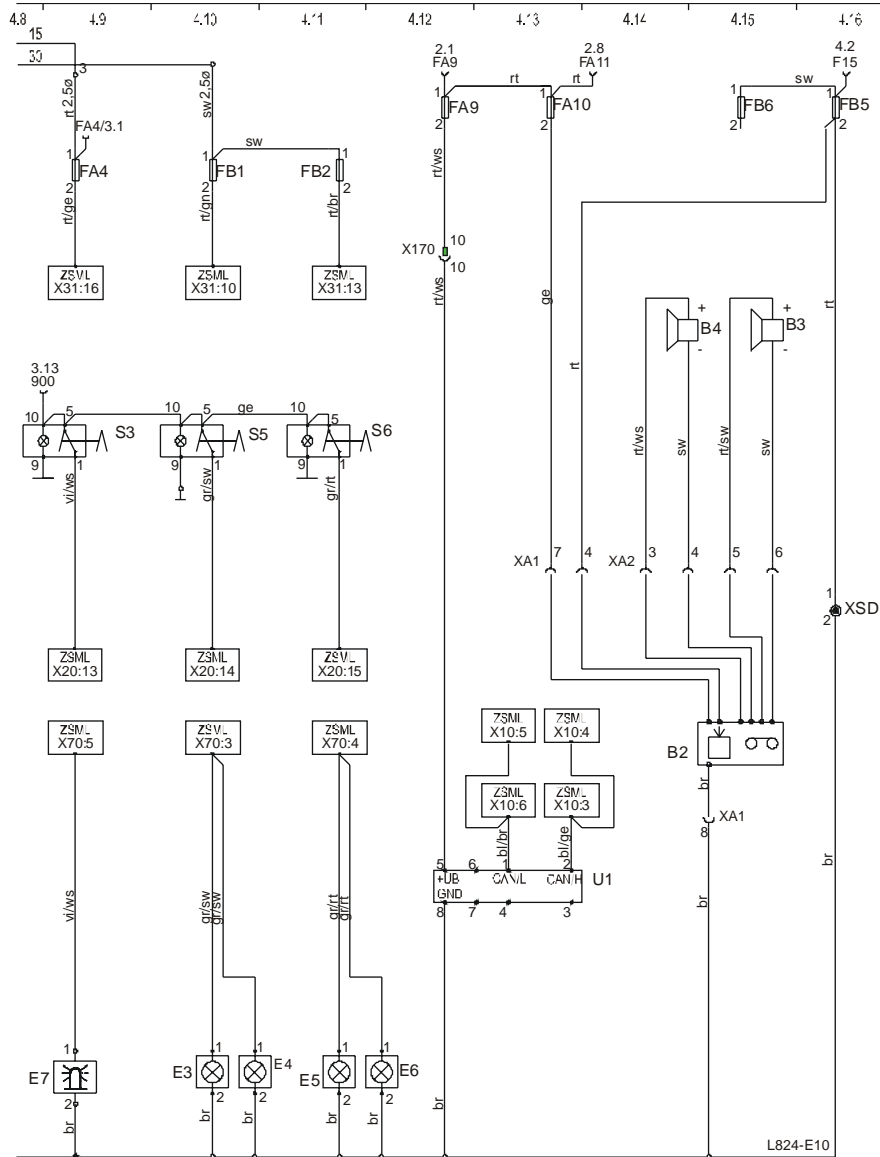 4.8 4.9 4.10 4.11 4.12 4.13 4.14 4.15 4.16
15
30
3
rt 2,5ø
sw 2,5ø
FA4/3.1
2.1
FA9
2.8
FA11
4.2
F15
rt
rt
sw
1
FA9
2
1
FA10
2
1
FB6
2
1
FB5
2
sw
1
FA4
2
1
FB1
2
1
FB2
2
rt/ws
rt/ge
rt/gn
rt/br
ZSML
X31:16
ZSML
X31:10
ZSML
X31:13
X170
10
10
rt/ws
ge
rt
rt
+
B4
-
+
B3
-
rt/ws
sw
rt/sw
sw
3.13
900
10
5
S3
9
1
10
5
ge
S5
9
1
10
5
S6
9
1
vi/ws
gr/sw
gr/rt
XA1
7
4
XA2
3
4
5
6
1
XSD
2
ZSML
X20:13
ZSML
X20:14
ZSML
X20:15
ZSML
X70:5
ZSML
X70:3
ZSML
X70:4
ZSML
X10:5
ZSML
X10:4
ZSML
X10:6
ZSML
X10:3
B2
br
XA1
8
bl/br
bl/ge
5
6
1
2
+UB
CAN/L
CAN/H
GND
U1
8
7
4
3
vi/ws
gr/sw
gr/sw
gr/rt
gr/rt
br
br
1
E7
2
1
E3
2
1
E4
2
1
E5
2
1
E6
2
br
br
br
br
br
br
L824-E10